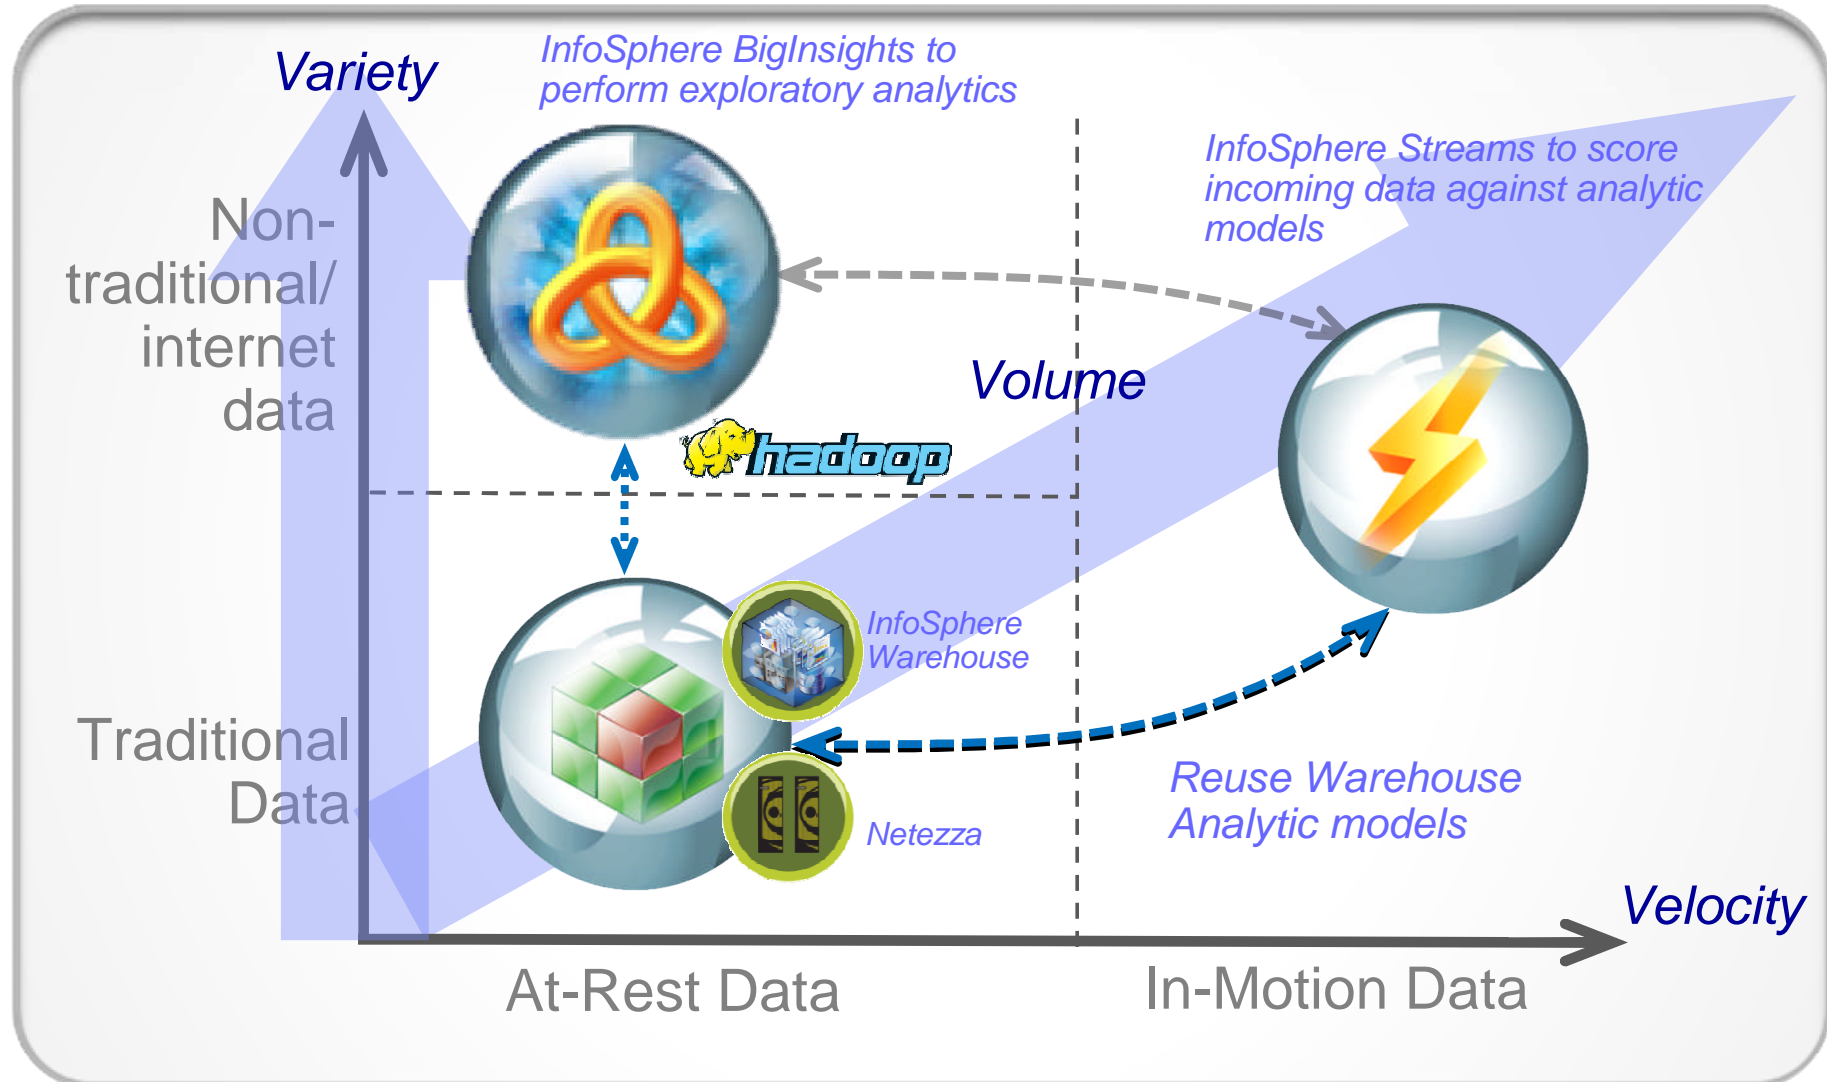 Variety
InfoSphere BigInsights to
perform exploratory analytics
InfoSphere Streams to score
incoming data against analytic
models
Non-
traditional/
internet
data
Volume
hadoop
InfoSphere
Warehouse
Traditional
Data
Netezza
Reuse Warehouse
Analytic models
Velocity
At-Rest Data
In-Motion Data